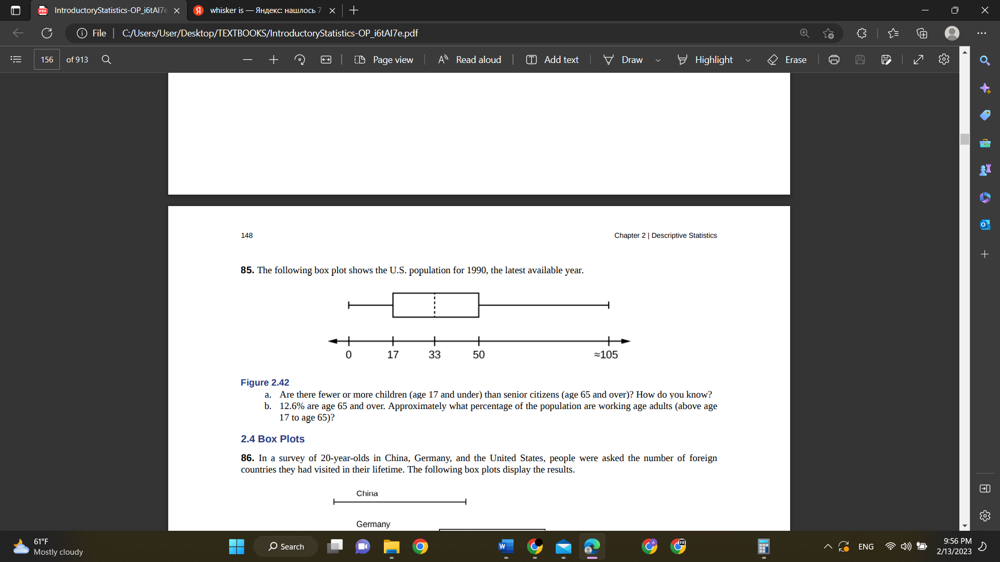 IntroductoryStatistics-OP_i6tAI7e
whisker is — Яндекс: нашлось 7
File
C:/Users/User/Desktop/TEXTBOOKS/IntroductoryStatistics-OP_i6tAI7e.pdf
156 of 913
Page view
Read aloud
Add text
Draw
Highlight
Erase
148
Chapter 2 | Descriptive Statistics
85. The following box plot shows the U.S. population for 1990, the latest available year.
0 17 33 50 ≈105
Figure 2.42
a. Are there fewer or more children (age 17 and under) than senior citizens (age 65 and over)? How do you know?
b. 12.6% are age 65 and over. Approximately what percentage of the population are working age adults (above age
17 to age 65)?
2.4 Box Plots
86. In a survey of 20-year-olds in China, Germany, and the United States, people were asked the number of foreign
countries they had visited in their lifetime. The following box plots display the results.
China
Germany
61°F
Mostly cloudy
Search
ENG
9:56 PM
2/13/2023